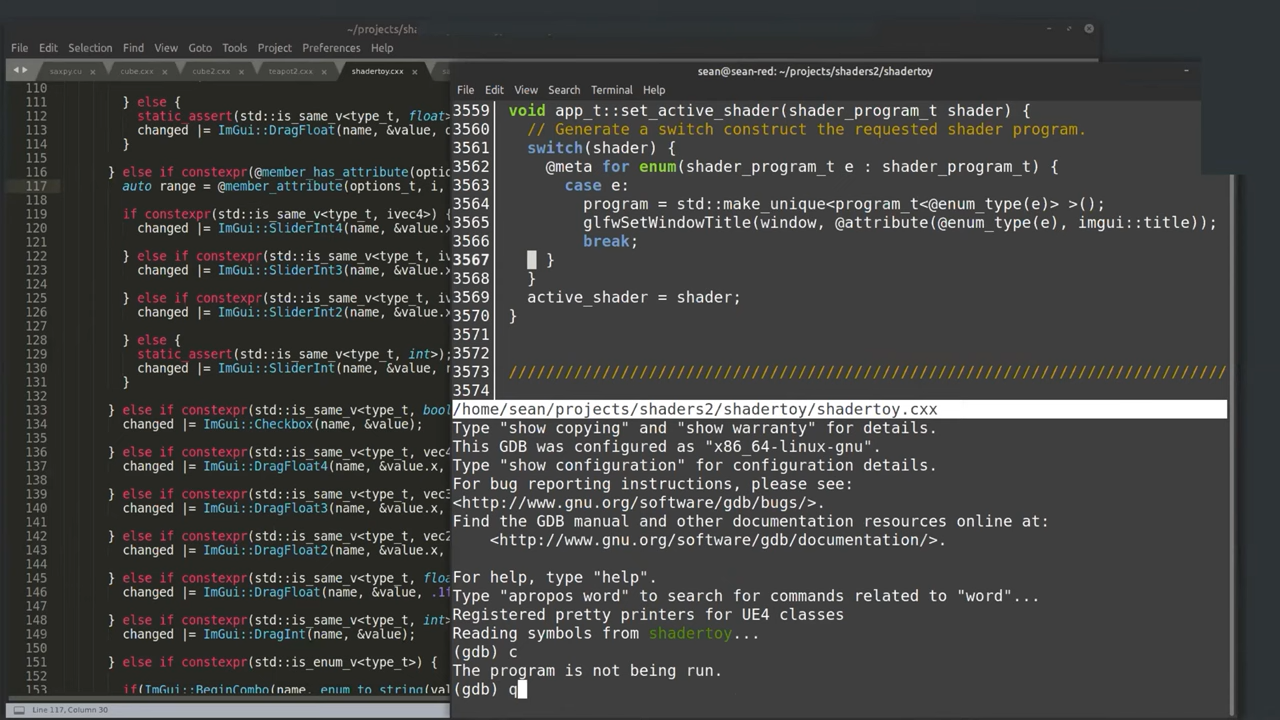 ~/projects/sha
File Edit Selection Find View Goto Tools Project Preferences Help
saxpy.cu cube.cxx cube2.cxx teapot2.cxx shadertoy.cxx
110
111 } else {
112 static_assert(std::is_same_v<type_t, float>
113 changed |= ImGui::DragFloat(name, &value,
114 }
115
116 } else if constexpr(@member_has_attribute(optio
117 auto range = @member_attribute(options_t, i,
118
119 if constexpr(std::is_same_v<type_t, ivec4>) {
120 changed |= ImGui::SliderInt4(name, &value.x
121
122 } else if constexpr(std::is_same_v<type_t, iv
123 changed |= ImGui::SliderInt3(name, &value.x
124
125 } else if constexpr(std::is_same_v<type_t, iv
126 changed |= ImGui::SliderInt2(name, &value.x
127
128 } else {
129 static_assert(std::is_same_v<type_t, int>);
130 changed |= ImGui::SliderInt(name, &value,
131 }
132
133 } else if constexpr(std::is_same_v<type_t, bool
134 changed |= ImGui::Checkbox(name, &value);
135
136 } else if constexpr(std::is_same_v<type_t, vec4
137 changed |= ImGui::DragFloat4(name, &value.x,
138
139 } else if constexpr(std::is_same_v<type_t, vec3
140 changed |= ImGui::DragFloat3(name, &value.x,
141
142 } else if constexpr(std::is_same_v<type_t, vec2
143 changed |= ImGui::DragFloat2(name, &value.x,
144
145 } else if constexpr(std::is_same_v<type_t, floa
146 changed |= ImGui::DragFloat(name, &value, .1f
147
148 } else if constexpr(std::is_same_v<type_t, int>
149 changed |= ImGui::DragInt(name, &value);
150
151 } else if constexpr(std::is_enum_v<type_t>) {
152
153 if(ImGui::BeginCombo(name, enum_to_string(val
Line 117, Column 30
sean@sean-red: ~/projects/shaders2/shadertoy
File Edit View Search Terminal Help
3559 void app_t::set_active_shader(shader_program_t shader) {
3560 // Generate a switch construct the requested shader program.
3561 switch(shader) {
3562 @meta for enum(shader_program_t e : shader_program_t) {
3563 case e:
3564 program = std::make_unique<program_t<@enum_type(e)> >();
3565 glfwSetWindowTitle(window, @attribute(@enum_type(e), imgui::title));
3566 break;
3567 }
3568 }
3569 active_shader = shader;
3570 }
3571
3572
3573 /////////////////////////////////////////////////////////////////////////////
3574
/home/sean/projects/shaders2/shadertoy/shadertoy.cxx
Type "show copying" and "show warranty" for details.
This GDB was configured as "x86_64-linux-gnu".
Type "show configuration" for configuration details.
For bug reporting instructions, please see:
<http://www.gnu.org/software/gdb/bugs/>.
Find the GDB manual and other documentation resources online at:
<http://www.gnu.org/software/gdb/documentation/>.
For help, type "help".
Type "apropos word" to search for commands related to "word"...
Registered pretty printers for UE4 classes
Reading symbols from shadertoy...
(gdb) c
The program is not being run.
(gdb) q